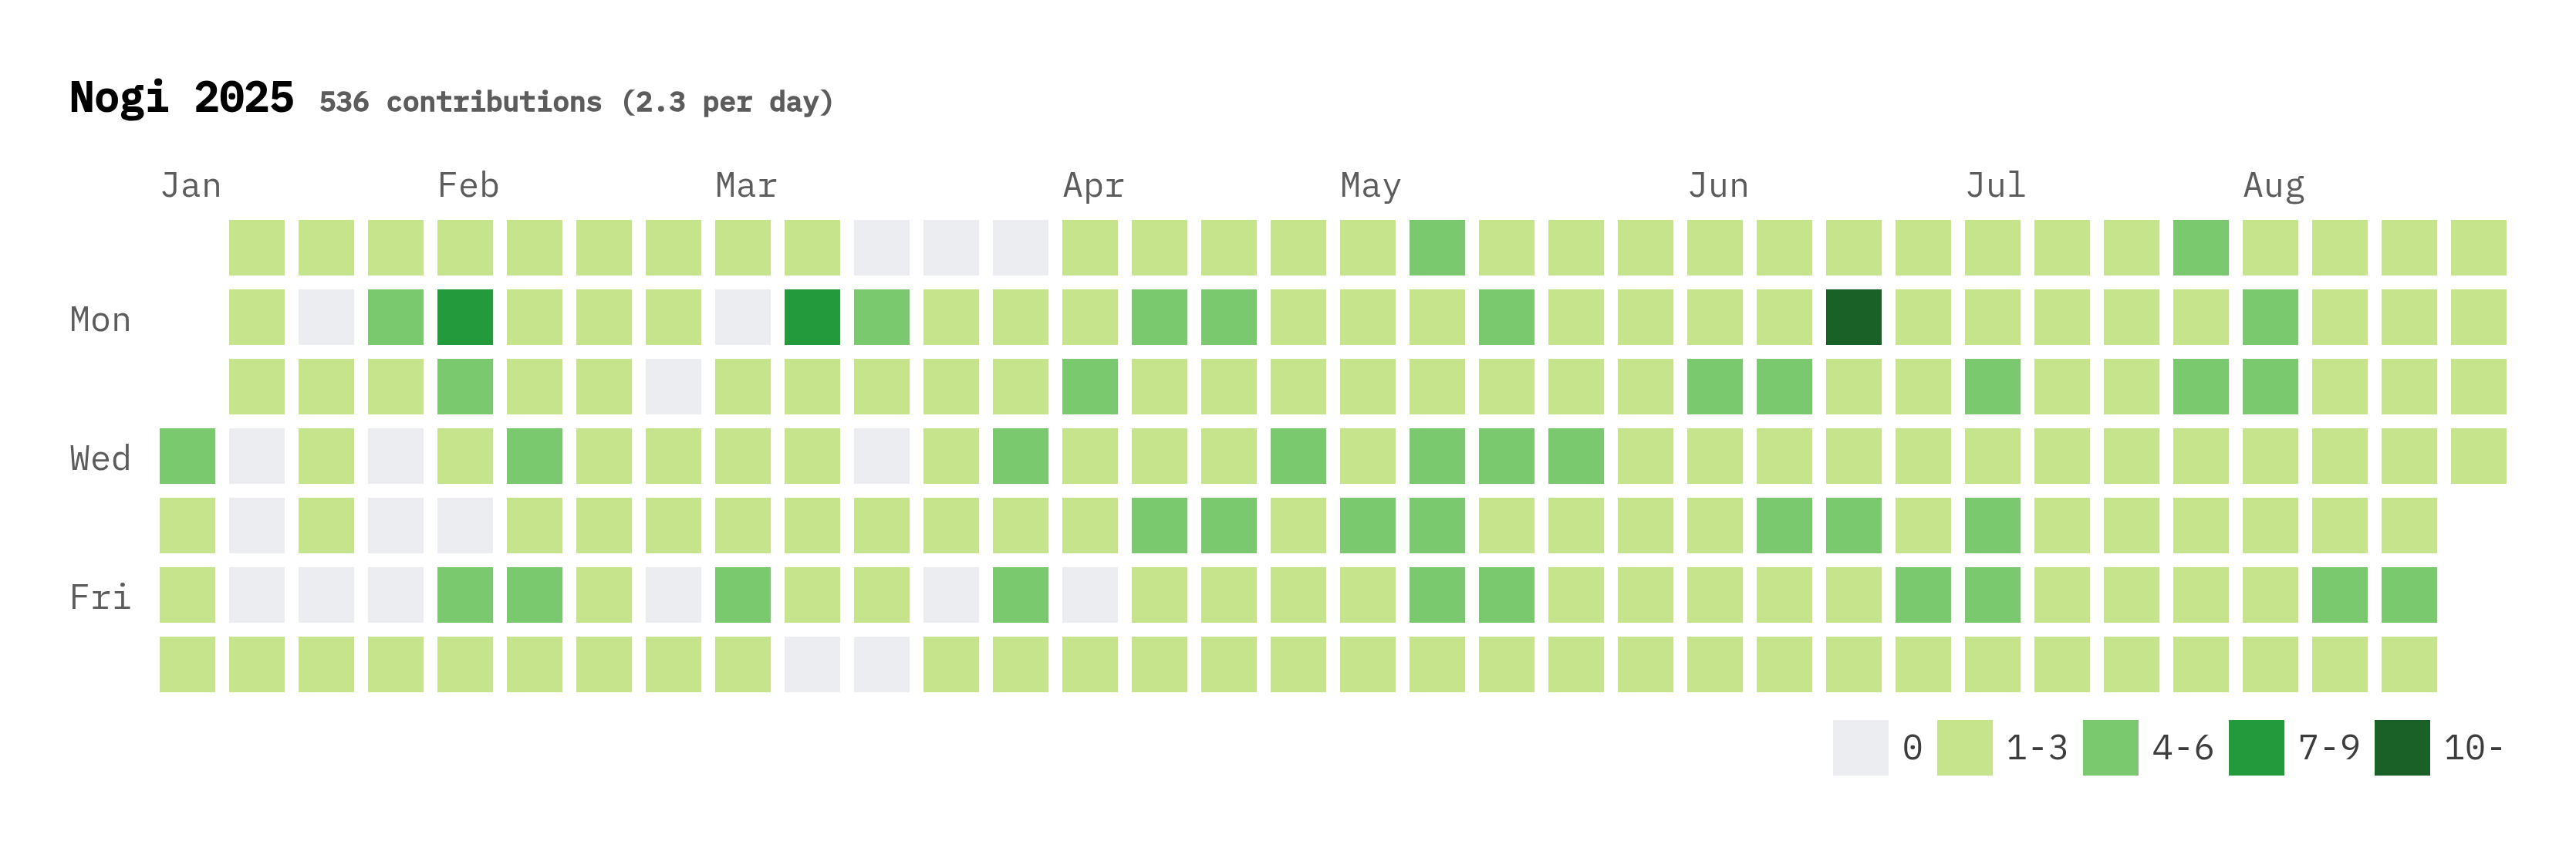 Nogi 2025 536 contributions (2.3 per day)
Jan Feb Mar Apr May Jun Jul Aug
Mon
Wed
Fri
0 1-3 4-6 7-9 10-